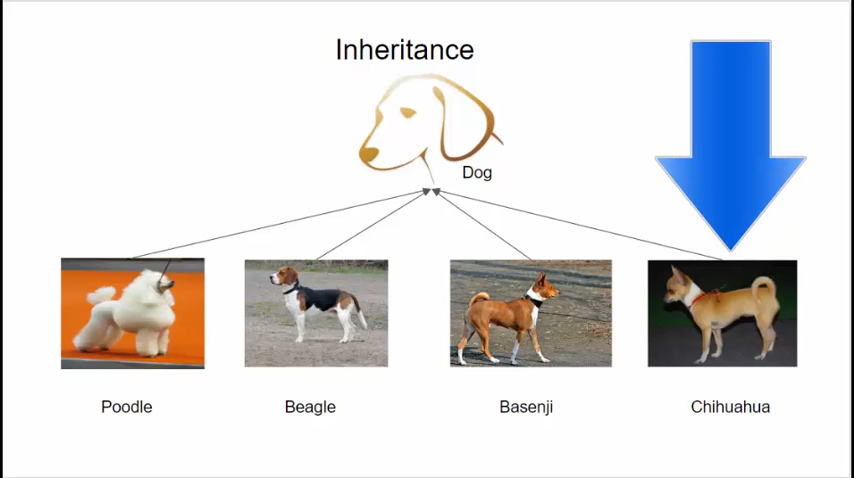 Inheritance
Dog
Poodle
Beagle
Basenji
Chihuahua